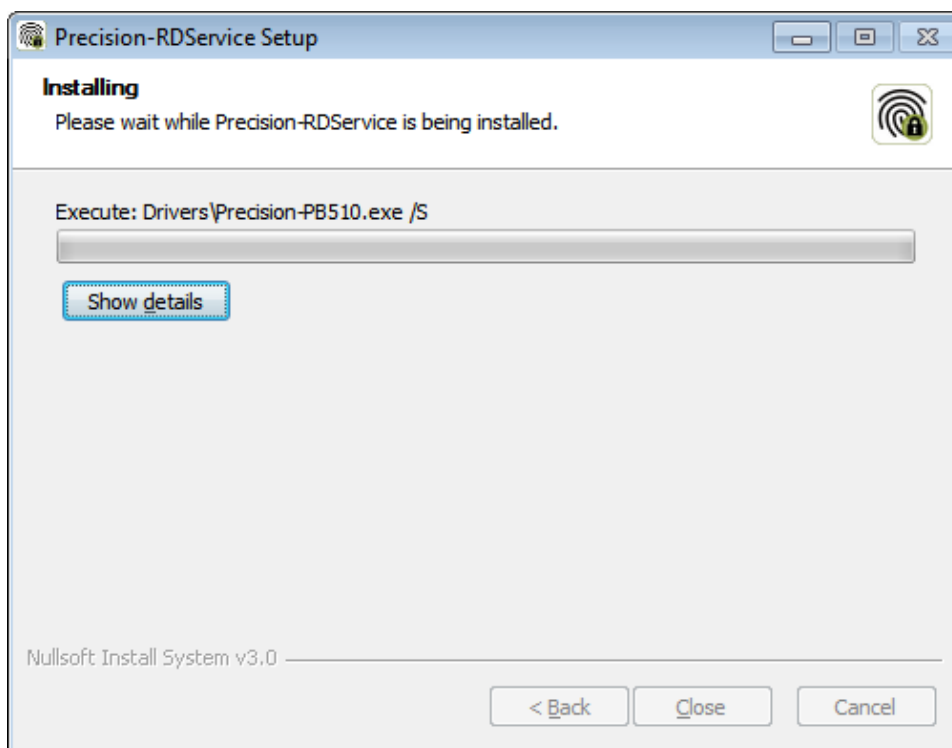 Precision-RDService Setup
Installing
Please wait while Precision-RDService is being installed.
Execute: Drivers\Precision-PB510.exe /S
Show details
Nullsoft Install System v3.0
< Back
Close
Cancel